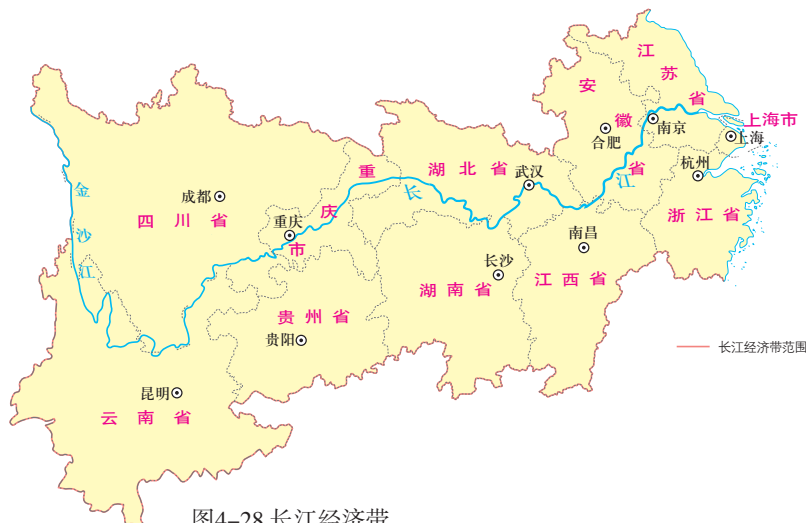 江苏省
安徽省
上海市
南京
合肥
上海
重庆市
湖北省
武汉
杭州
金沙江
成都
长江
四川省
重庆
浙江省
南昌
长沙
江西省
湖南省
贵州省
贵阳
长江经济带范围
昆明
云南省
图4-28 长江经济带